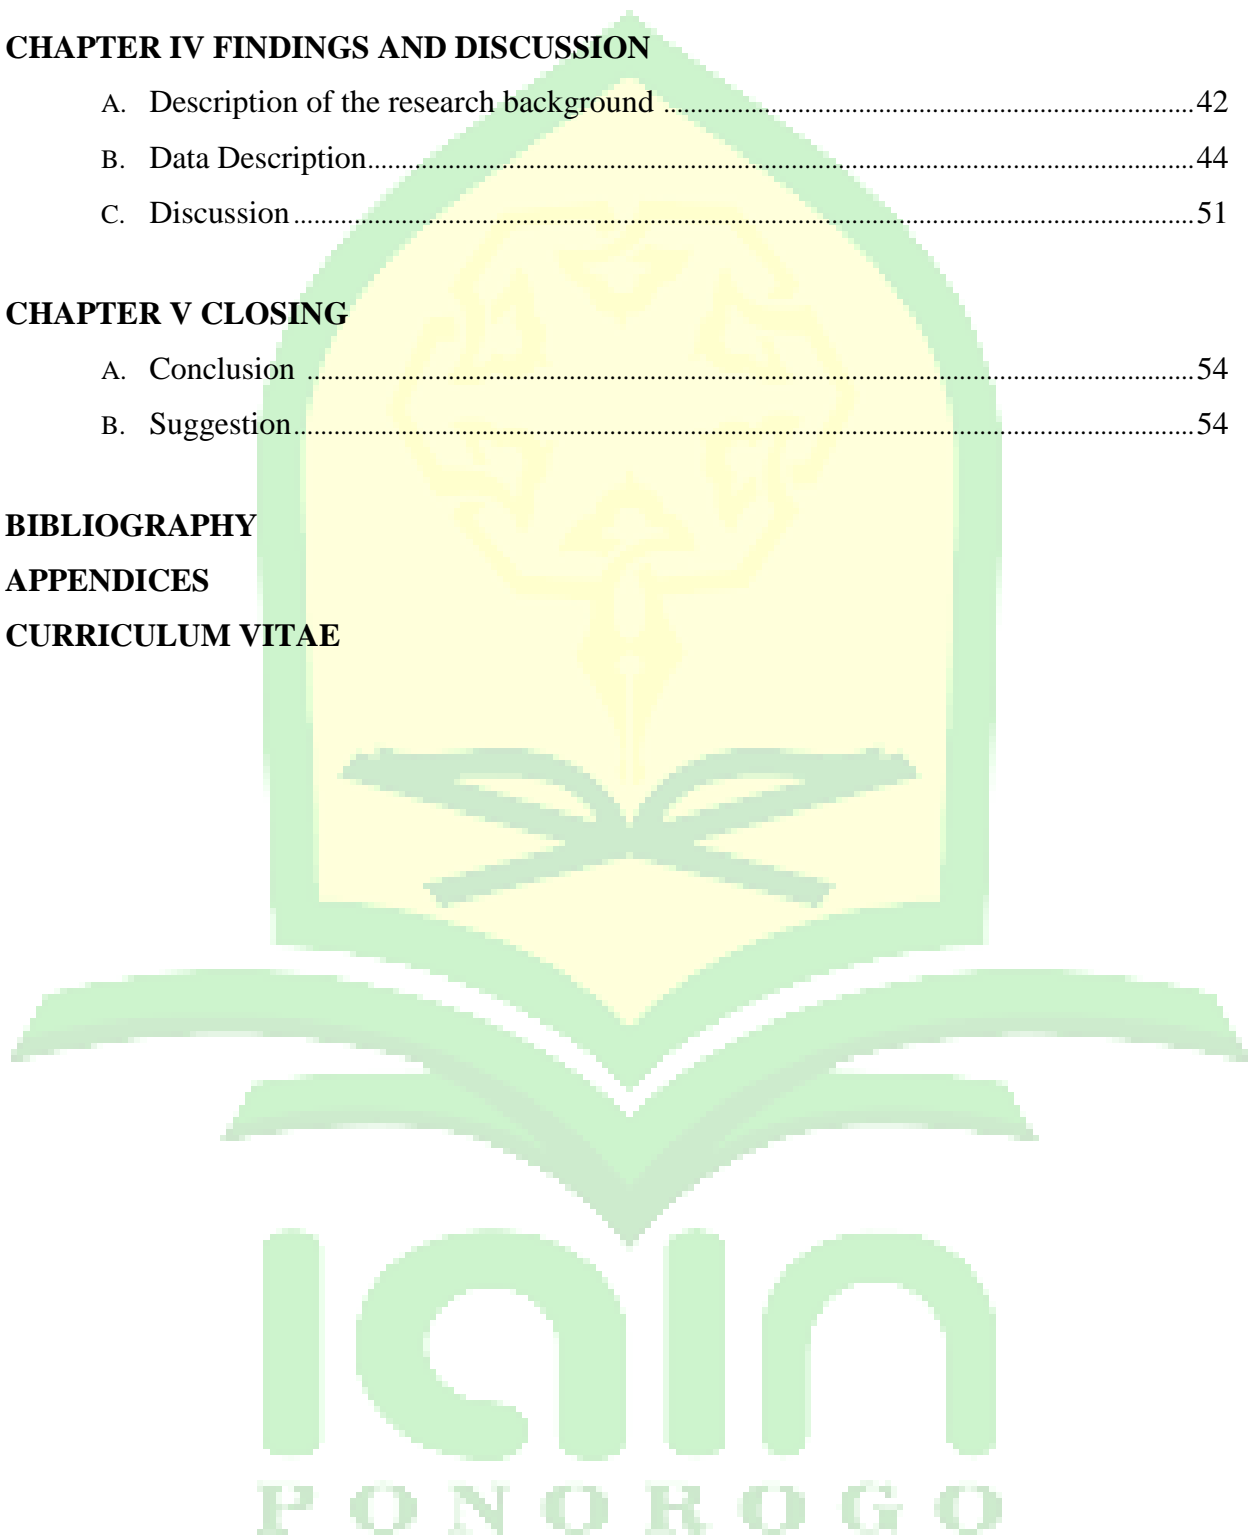 CHAPTER IV FINDINGS AND DISCUSSION
A. Description of the research background ........................................ 42
B. Data Description ........................................ 44
C. Discussion ........................................ 51
CHAPTER V CLOSING
A. Conclusion ........................................ 54
B. Suggestion ........................................ 54
BIBLIOGRAPHY
APPENDICES
CURRICULUM VITAE
iain
PONOROGO